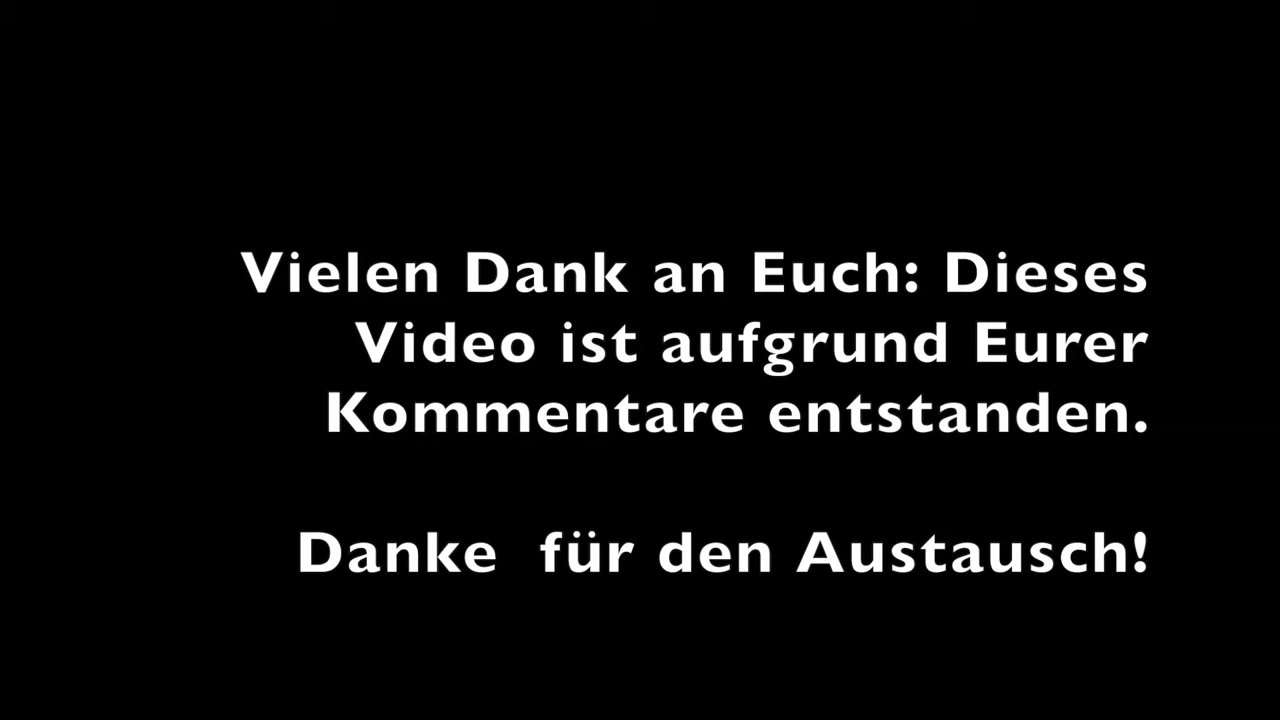 Vielen Dank an Euch: Dieses
Video ist aufgrund Eurer
Kommentare entstanden.
Danke  für den Austausch!